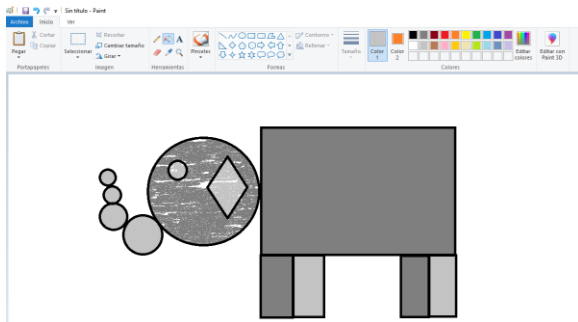 Sin título - Paint
Archivo Inicio Ver
Pegar
Cortar
Copiar
Portapapeles
Seleccionar
Recortar
Cambiar tamaño
Girar
Imagen
A
Herramientas
Pinceles
Contorno
Rellenar
Formas
Tamaño
Color 1
Color 2
Editar colores
Colores
Editar con Paint 3D